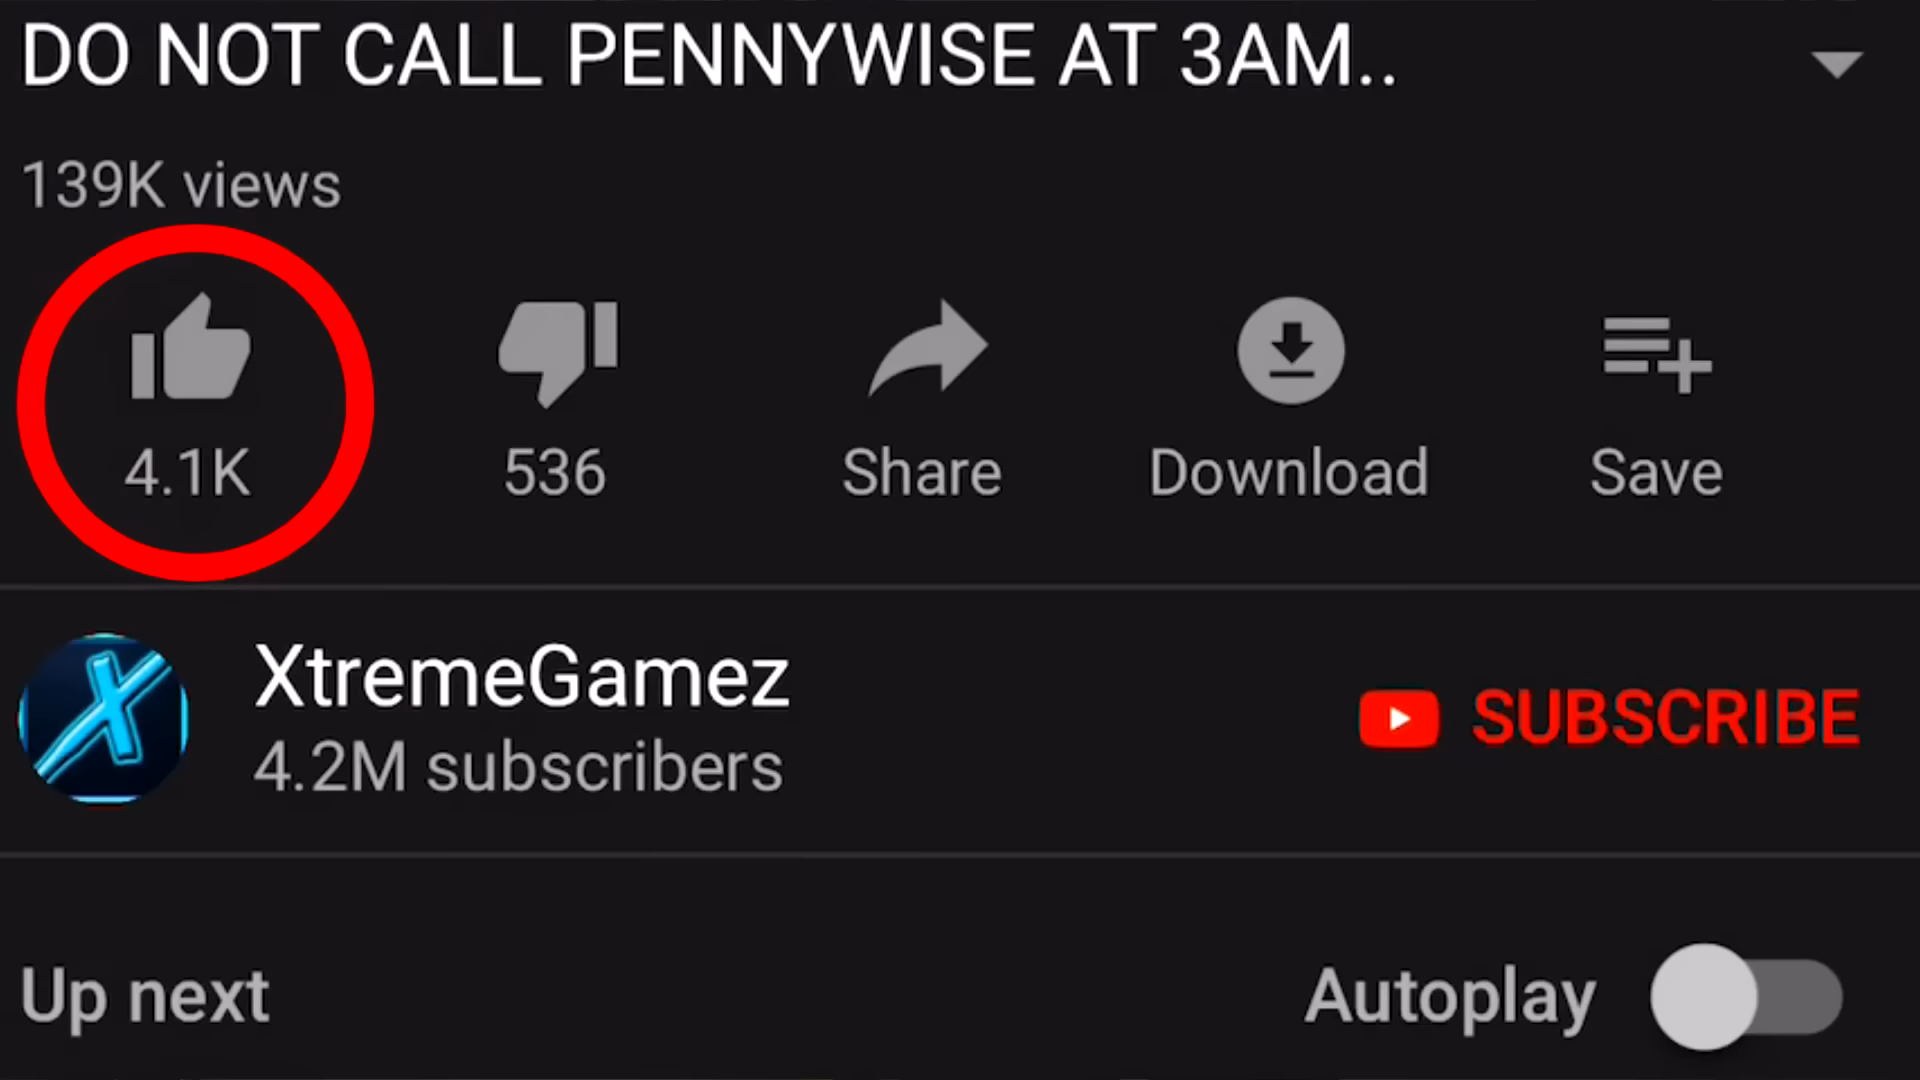 DO NOT CALL PENNYWISE AT 3AM..
139K views
4.1K 536 Share Download Save
XtremeGamez
4.2M subscribers
SUBSCRIBE
Up next Autoplay